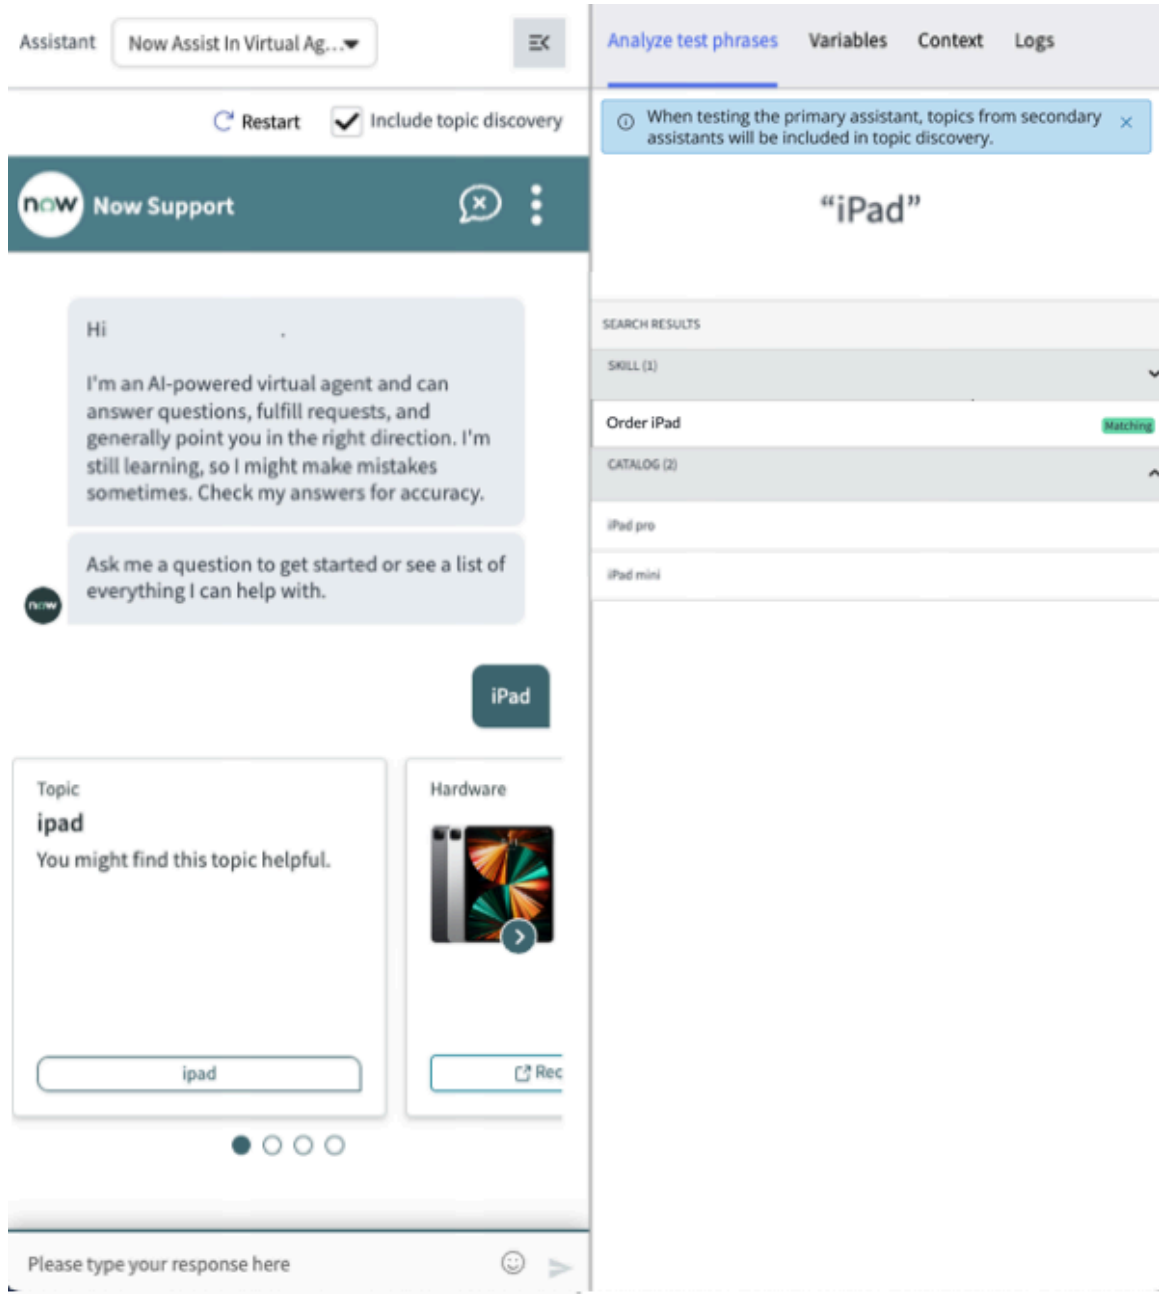 Assistant
Now Assist In Virtual Ag...
Restart
Include topic discovery
now
Now Support
Hi .
I'm an AI-powered virtual agent and can
answer questions, fulfill requests, and
generally point you in the right direction. I'm
still learning, so I might make mistakes
sometimes. Check my answers for accuracy.
Ask me a question to get started or see a list of
everything I can help with.
now
iPad
Topic
ipad
You might find this topic helpful.
ipad
Hardware
Rec
Please type your response here
Analyze test phrases
Variables
Context
Logs
When testing the primary assistant, topics from secondary
assistants will be included in topic discovery.
“iPad”
SEARCH RESULTS
SKILL (1)
Order iPad
Matching
CATALOG (2)
iPad pro
iPad mini